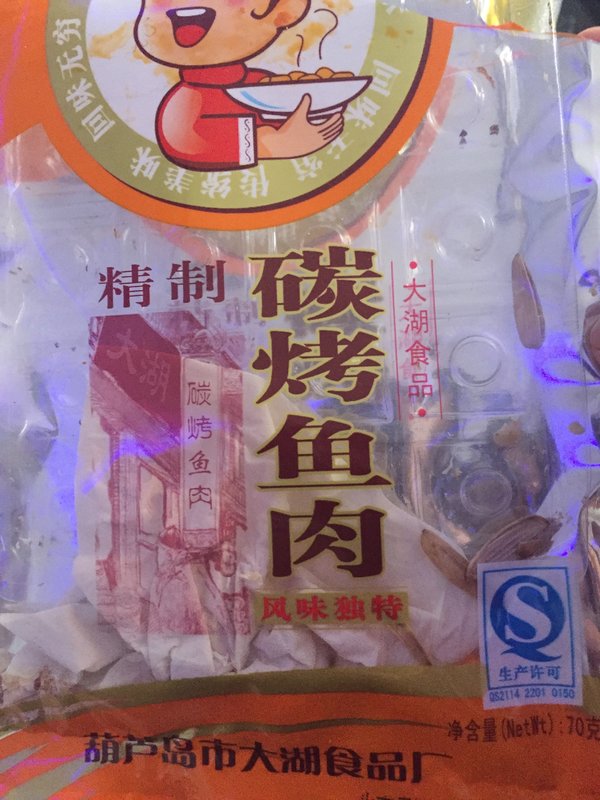 回味无穷
传统美味
回味无穷
精制
碳烤鱼肉
·大湖食品·
大湖
碳烤鱼肉
风味独特
生产许可
QS2114 2201 0150
净含量(NetWt):70克
葫芦岛市大湖食品厂